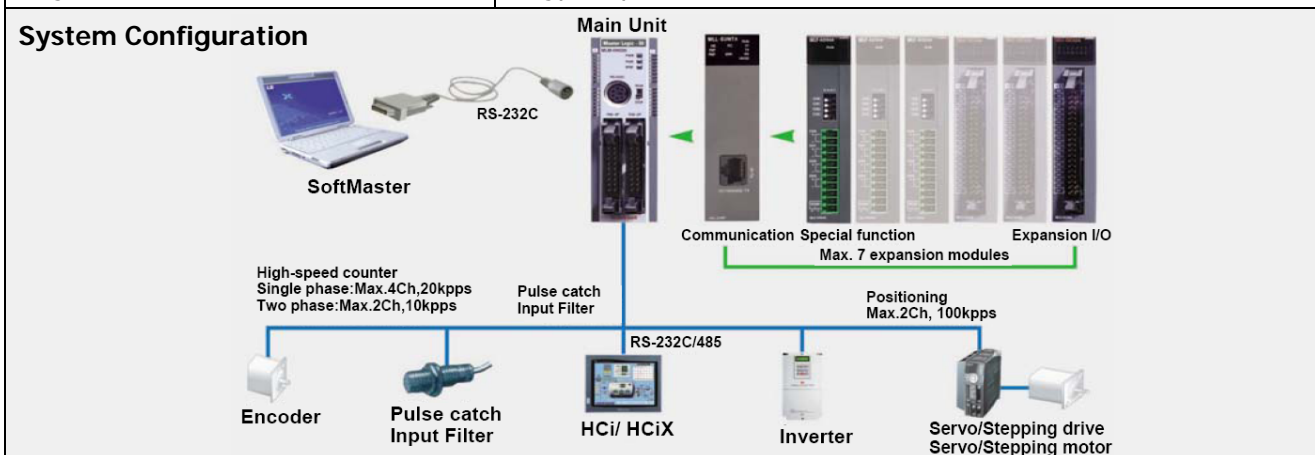 System Configuration
Main Unit
RS-232C
SoftMaster
Communication Special function Expansion I/O
Max. 7 expansion modules
High-speed counter
Single phase:Max.4Ch,20kpps
Two phase:Max.2Ch,10kpps
Pulse catch
Input Filter
Positioning
Max.2Ch, 100kpps
RS-232C/485
Encoder
Pulse catch
Input Filter
HCi/ HCiX
Inverter
Servo/Stepping drive
Servo/Stepping motor